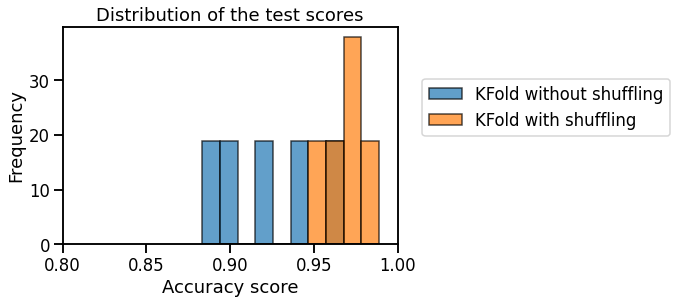 Distribution of the test scores
Frequency
30
20
10
0
0.80 0.85 0.90 0.95 1.00
Accuracy score
KFold without shuffling
KFold with shuffling